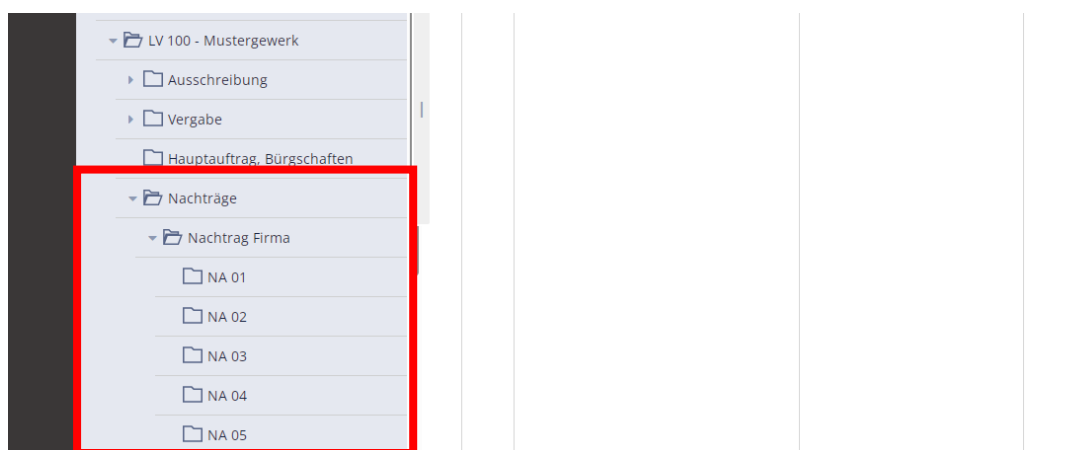 LV 100 - Mustergewerk
Ausschreibung
Vergabe
Hauptauftrag, Bürgschaften
Nachträge
Nachtrag Firma
NA 01
NA 02
NA 03
NA 04
NA 05